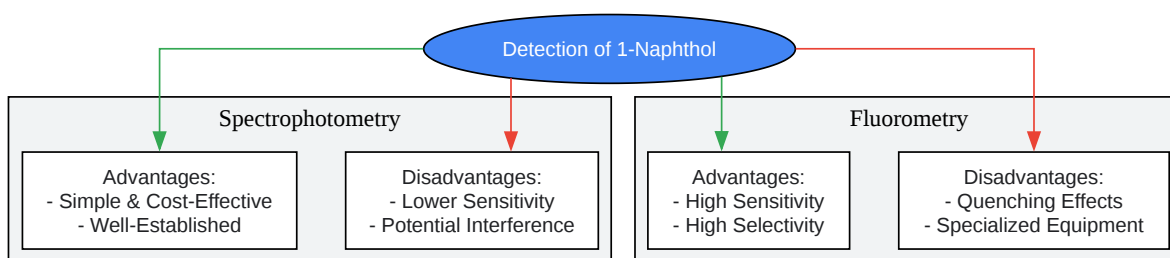 Detection of 1-Naphthol
Spectrophotometry
Advantages:
- Simple & Cost-Effective
- Well-Established
Disadvantages:
- Lower Sensitivity
- Potential Interference
Fluorometry
Advantages:
- High Sensitivity
- High Selectivity
Disadvantages:
- Quenching Effects
- Specialized Equipment